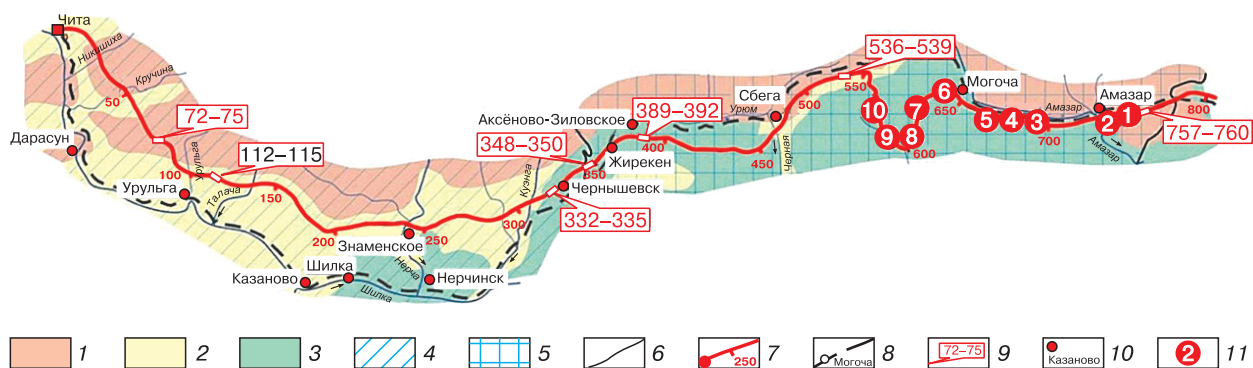 Чита
Никишиха
Кручина
50
72–75
Дарасун
Урульга
100
112–115
Урульга
Талача
150
200
Знаменское
250
Нерча
Казаново
Шилка
Шилка
Нерчинск
Куэнга
300
332–335
Чернышевск
348–350
350
Жирекен
Аксёново-Зиловское
389–392
400
450
Сбега
Урюм
Черная
500
536–539
550
10
9
8
7
6
600
Могоча
650
5
4
3
Амазар
700
Амазар
2
1
Амазар
757–760
800
1
2
3
4
5
6
250
7
Могоча
8
72–75
9
Казаново
10
2
11